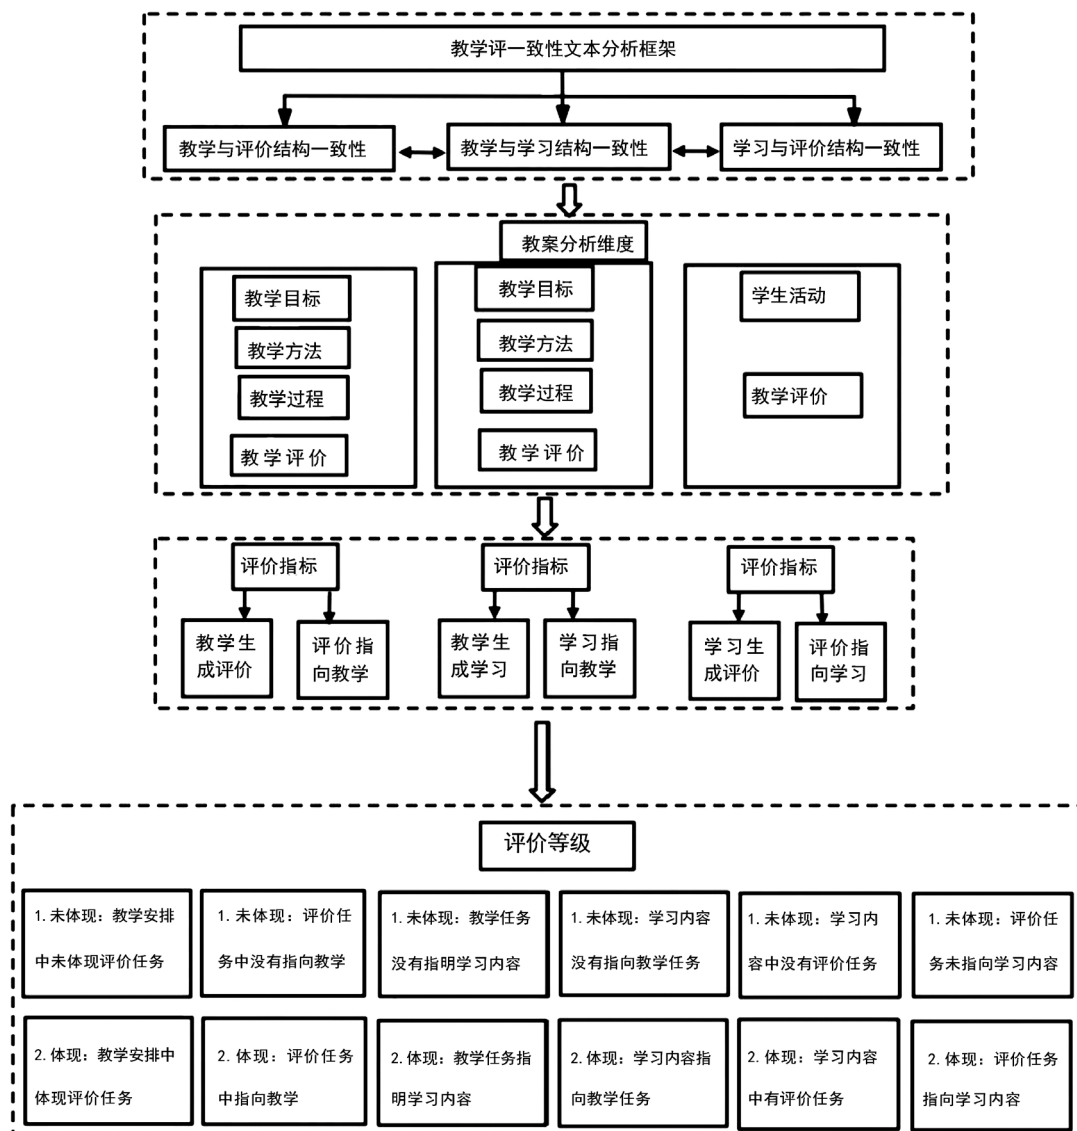 教学评一致性文本分析框架
教学与评价结构一致性
教学与学习结构一致性
学习与评价结构一致性
教案分析维度
教学目标
教学方法
教学过程
教学评价
教学目标
教学方法
教学过程
教学评价
学生活动
教学评价
评价指标
教学生
成评价
评价指
向教学
评价指标
教学生
成学习
学习指
向教学
评价指标
学习生
成评价
评价指
向学习
评价等级
1.未体现：教学安排
中未体现评价任务
1.未体现：评价任
务中没有指向教学
1.未体现：教学任务
没有指明学习内容
1.未体现：学习内容
没有指向教学任务
1.未体现：学习内
容中没有评价任务
1.未体现：评价任
务未指向学习内容
2.体现：教学安排中
体现评价任务
2.体现：评价任务
中指向教学
2.体现：教学任务指
明学习内容
2.体现：学习内容指
向教学任务
2.体现：学习内容
中有评价任务
2.体现：评价任务
指向学习内容